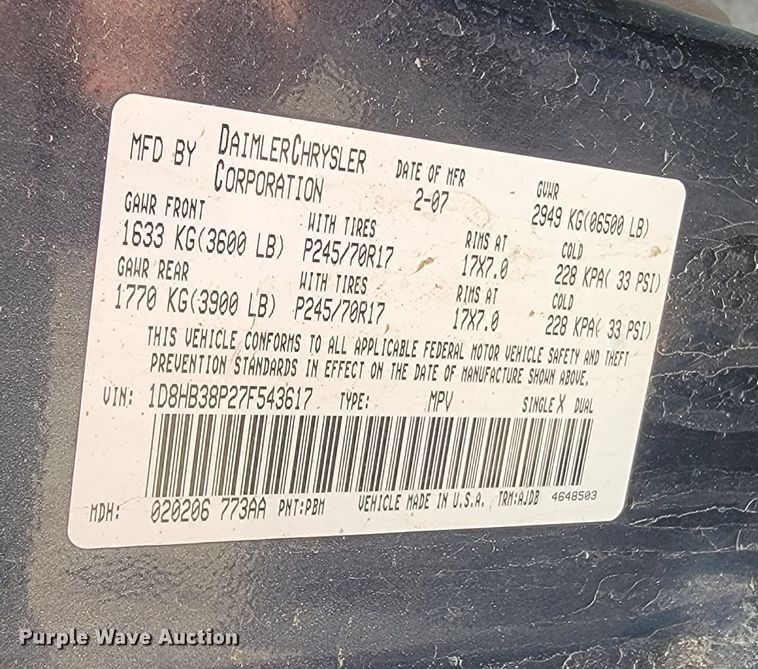 MFD BY DAIMLERCHRYSLER CORPORATION DATE OF MFR 2-07 GVWR 2949 KG(06500 LB)
GAWR FRONT WITH TIRES RIMS AT COLD
1633 KG(3600 LB) P245/70R17 17X7.0 228 KPA( 33 PSI)
GAWR REAR WITH TIRES RIMS AT COLD
1770 KG(3900 LB) P245/70R17 17X7.0 228 KPA( 33 PSI)
THIS VEHICLE CONFORMS TO ALL APPLICABLE FEDERAL MOTOR VEHICLE SAFETY AND THEFT
PREVENTION STANDARDS IN EFFECT ON THE DATE OF MANUFACTURE SHOWN ABOVE.
VIN: 1D8HB38P27F543617 TYPE: MPV SINGLE X DUAL
MDH: 020206 773AA PNT:PBM VEHICLE MADE IN U.S.A. TRM:AJDB 4648503
Purple Wave Auction